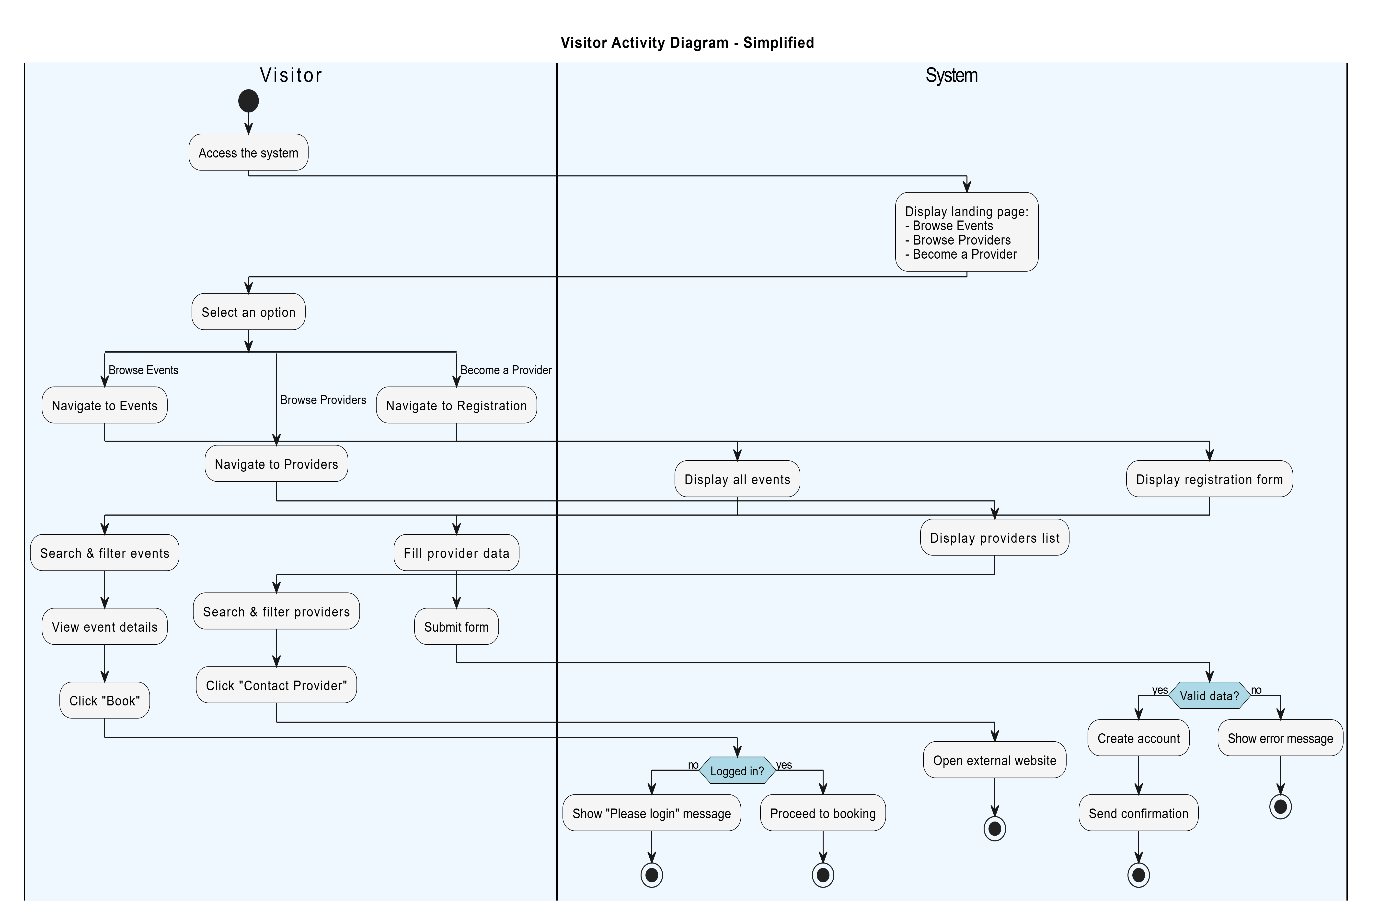 Visitor Activity Diagram - Simplified
Visitor
System
Access the system
Display landing page:
- Browse Events
- Browse Providers
- Become a Provider
Select an option
Browse Events
Become a Provider
Browse Providers
Navigate to Events
Navigate to Registration
Navigate to Providers
Display all events
Display registration form
Display providers list
Search & filter events
Fill provider data
Search & filter providers
View event details
Submit form
Click "Contact Provider"
Click "Book"
yes
Valid data?
no
Create account
Show error message
Open external website
no
Logged in?
yes
Show "Please login" message
Proceed to booking
Send confirmation